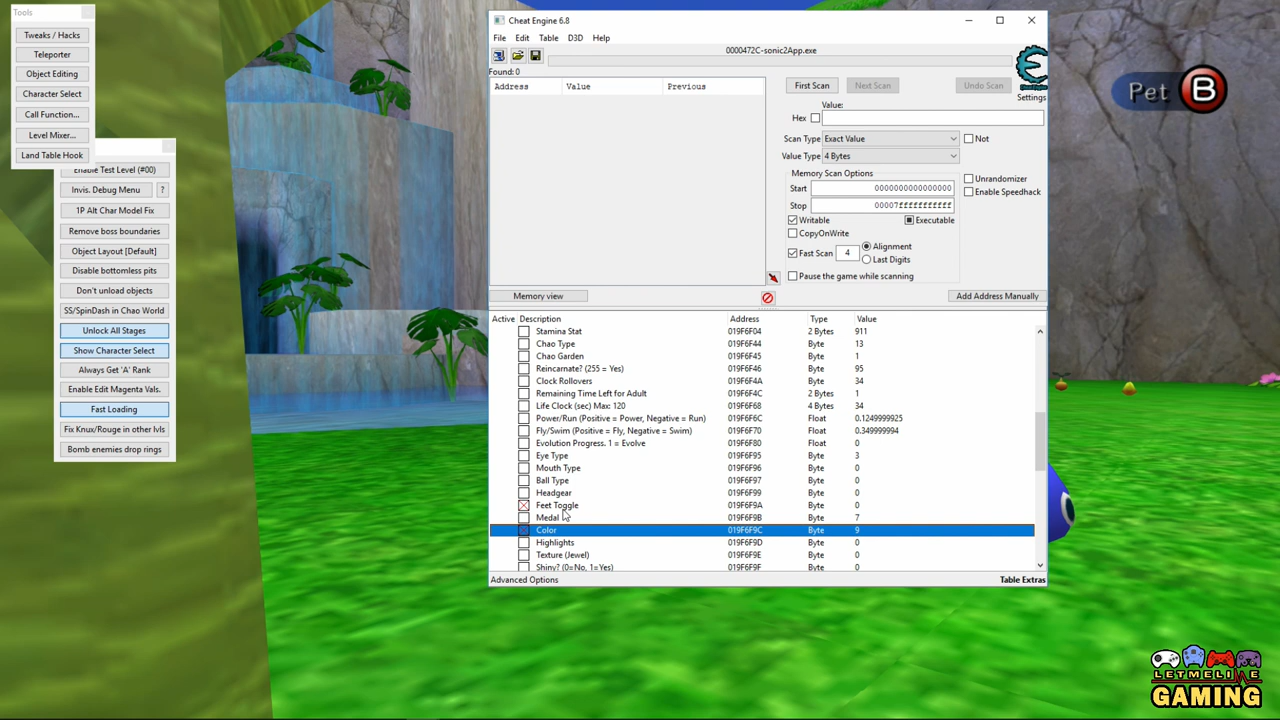 Tools
Tweaks / Hacks
Teleporter
Object Editing
Character Select
Call Function...
Level Mixer...
Land Table Hook
Enable Test Level (#00)
Invis. Debug Menu ?
1P Alt Char Model Fix
Remove boss boundaries
Object Layout [Default]
Disable bottomless pits
Don't unload objects
SS/SpinDash in Chao World
Unlock All Stages
Show Character Select
Always Get 'A' Rank
Enable Edit Magenta Vals.
Fast Loading
Fix Knux/Rouge in other lvls
Bomb enemies drop rings
Cheat Engine 6.8
File Edit Table D3D Help
0000472C-sonic2App.exe
Found: 0
Address Value Previous
First Scan Next Scan Undo Scan
Settings
Value:
Hex
Scan Type Exact Value Not
Value Type 4 Bytes
Memory Scan Options
Start 0000000000000000
Stop 00007fffffffffff
Unrandomizer
Enable Speedhack
Writable Executable
CopyOnWrite
Fast Scan 4 Alignment
Last Digits
Pause the game while scanning
Memory view Add Address Manually
Active Description Address Type Value
Stamina Stat 019F6F04 2 Bytes 911
Chao Type 019F6F44 Byte 13
Chao Garden 019F6F45 Byte 1
Reincarnate? (255 = Yes) 019F6F46 Byte 95
Clock Rollovers 019F6F4A Byte 34
Remaining Time Left for Adult 019F6F4C 2 Bytes 1
Life Clock (sec) Max: 120 019F6F68 4 Bytes 34
Power/Run (Positive = Power, Negative = Run) 019F6F6C Float 0.1249999925
Fly/Swim (Positive = Fly, Negative = Swim) 019F6F70 Float 0.349999994
Evolution Progress. 1 = Evolve 019F6F80 Float 0
Eye Type 019F6F95 Byte 3
Mouth Type 019F6F96 Byte 0
Ball Type 019F6F97 Byte 0
Headgear 019F6F99 Byte 0
Feet Toggle 019F6F9A Byte 0
Medal 019F6F9B Byte 7
Color 019F6F9C Byte 9
Highlights 019F6F9D Byte 0
Texture (Jewel) 019F6F9E Byte 0
Shiny? (0=No, 1=Yes) 019F6F9F Byte 0
Advanced Options Table Extras
Pet B
LETMELIVE
GAMING